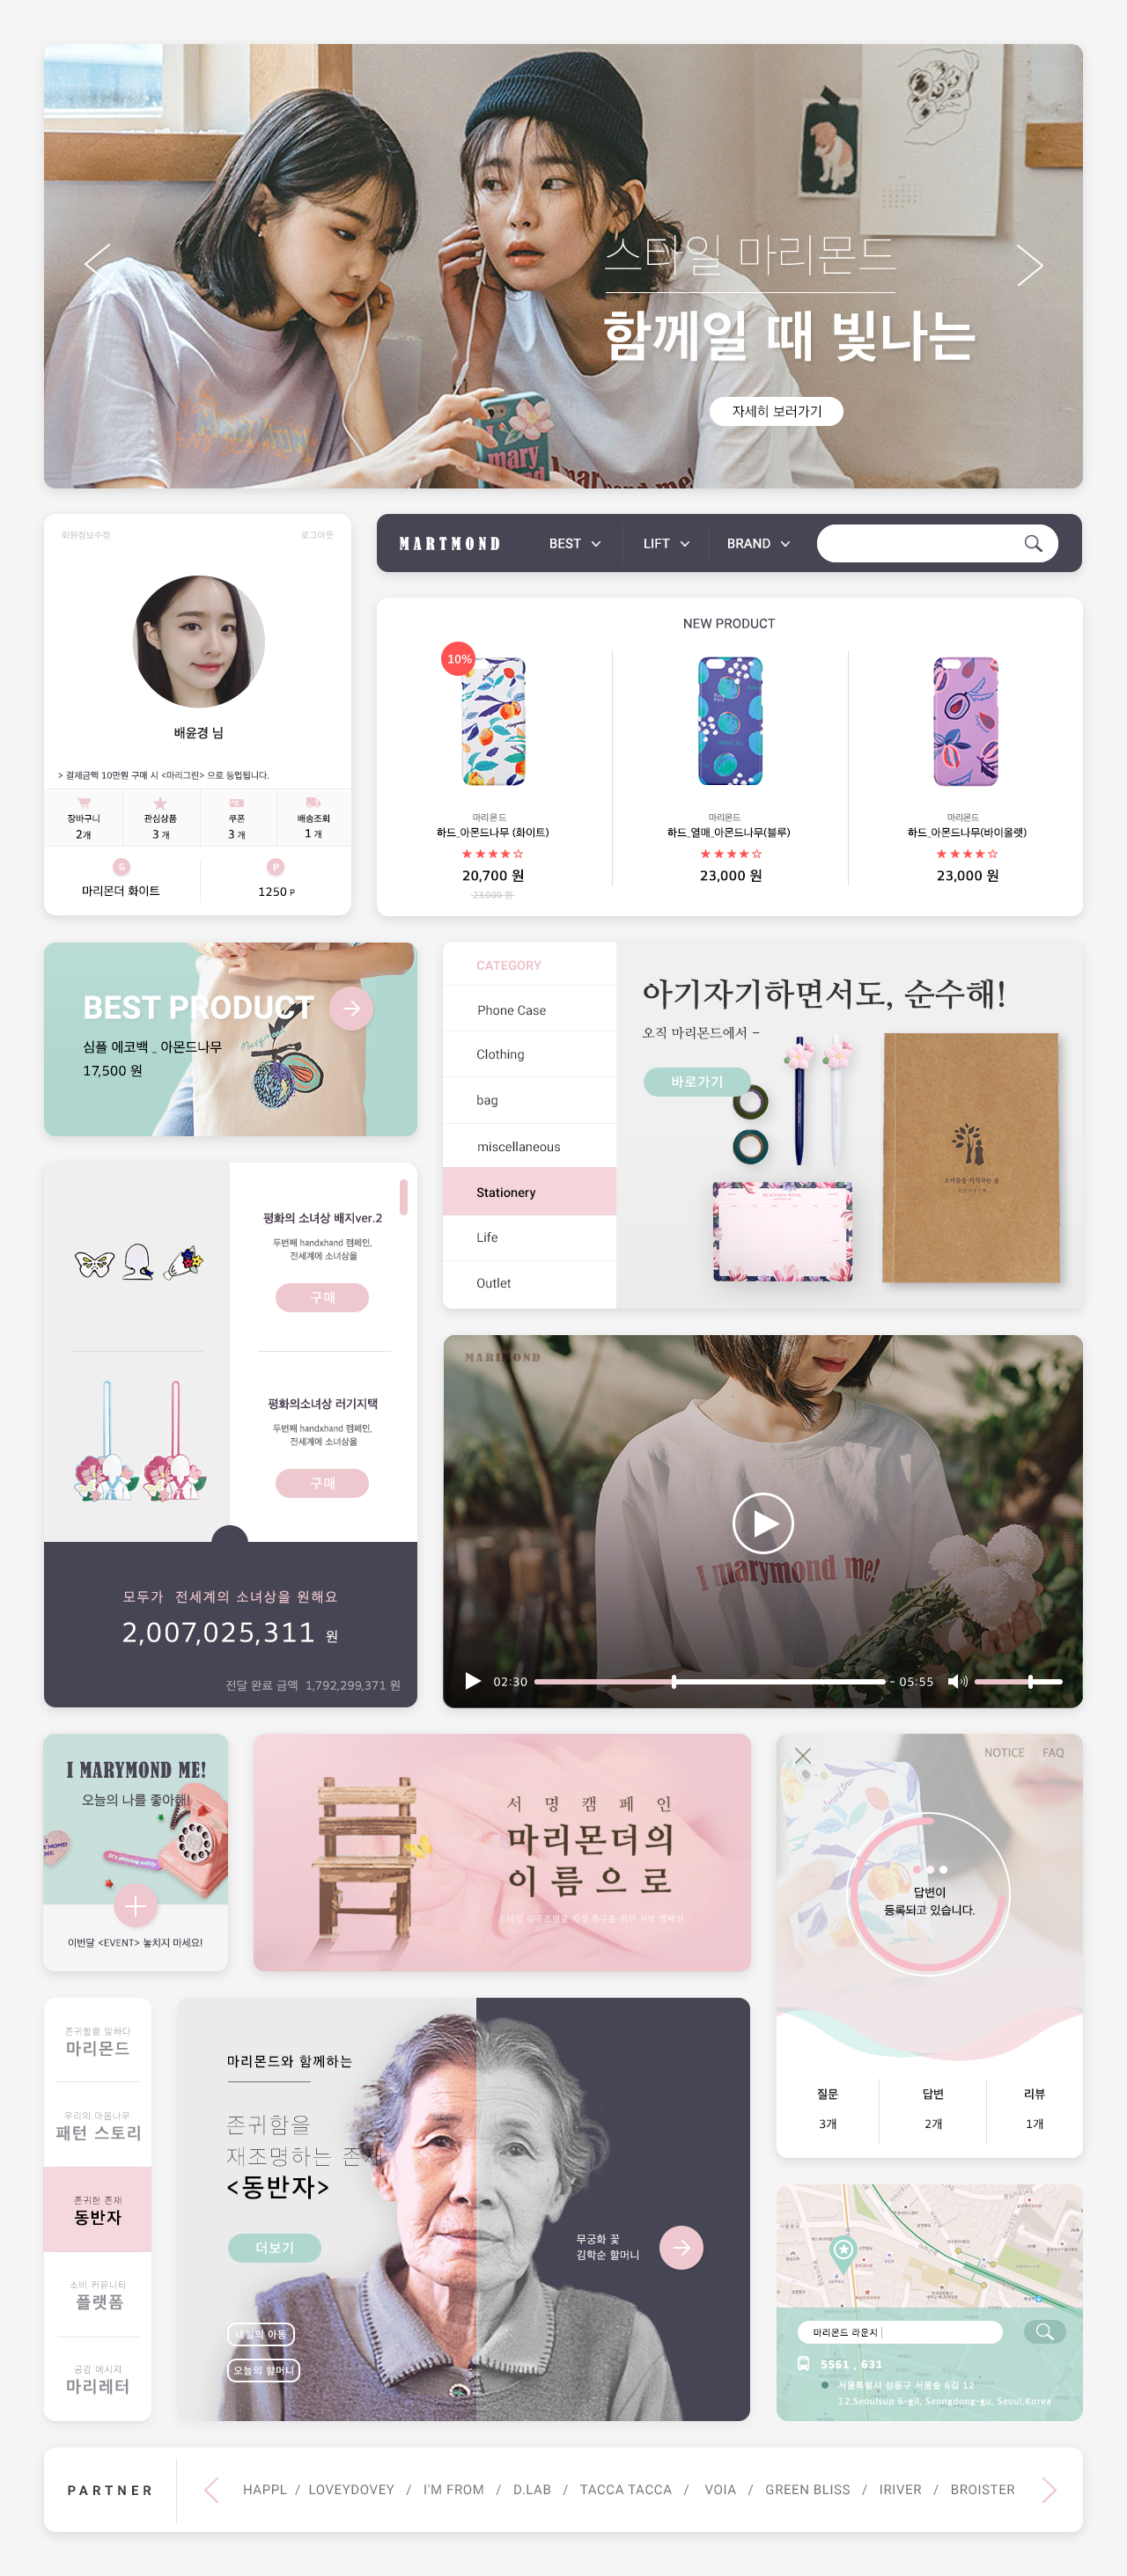 스타일 마리몬드
함께일 때 빛나는
자세히 보러가기
mary
I marymond me!
회원정보수정
로그아웃
배윤경 님
> 결제금액 10만원 구매 시 <마리그린> 으로 등업됩니다.
장바구니
2개
관심상품
3 개
쿠폰
3 개
배송조회
1 개
G
마리몬더 화이트
P
1250 P
MARTMOND
BEST
LIFT
BRAND
NEW PRODUCT
10%
마리몬드
하드_아몬드나무 (화이트)
20,700 원
23,000 원
마리몬드
하드_열매_아몬드나무(블루)
23,000 원
마리몬드
하드_아몬드나무(바이올렛)
23,000 원
BEST PRODUCT
심플 에코백 _ 아몬드나무
17,500 원
Marymond
CATEGORY
Phone Case
Clothing
bag
miscellaneous
Stationery
Life
Outlet
아기자기하면서도, 순수해!
오직 마리몬드에서 –
바로가기
소녀들을 기억하는 숲
평화의 소녀상 배지ver.2
두번째 handxhand 캠페인,
전세계에 소녀상을
구매
평화의소녀상 러기지택
두번째 handxhand 캠페인,
전세계에 소녀상을
구매
모두가 전세계의 소녀상을 원해요
2,007,025,311 원
전달 완료 금액 1,792,299,371 원
MARIMOND
I marymond me!
02:30
- 05:55
I MARYMOND ME!
오늘의 나를 좋아해!
It's shining softly
이번달 <EVENT> 놓치지 마세요!
서명캠페인
마리몬더의
이름으로
NOTICE
FAQ
답변이
등록되고 있습니다.
질문
3개
답변
2개
리뷰
1개
존귀함을 말하다
마리몬드
우리의 마음나무
패턴 스토리
존귀한 존재
동반자
소비 커뮤니티
플랫폼
공감 메시지
마리레터
마리몬드와 함께하는
존귀함을
재조명하는 존재
<동반자>
더보기
무궁화 꽃
김학순 할머니
내일의 아동
오늘의 할머니
마리몬드 라운지
5561 , 631
서울특별시 성동구 서울숲 6길 12
12,Seoulsup 6-gil, Seongdong-gu, Seoul,Korea
PARTNER
HAPPL / LOVEYDOVEY / I'M FROM / D.LAB / TACCA TACCA / VOIA / GREEN BLISS / IRIVER / BROISTER